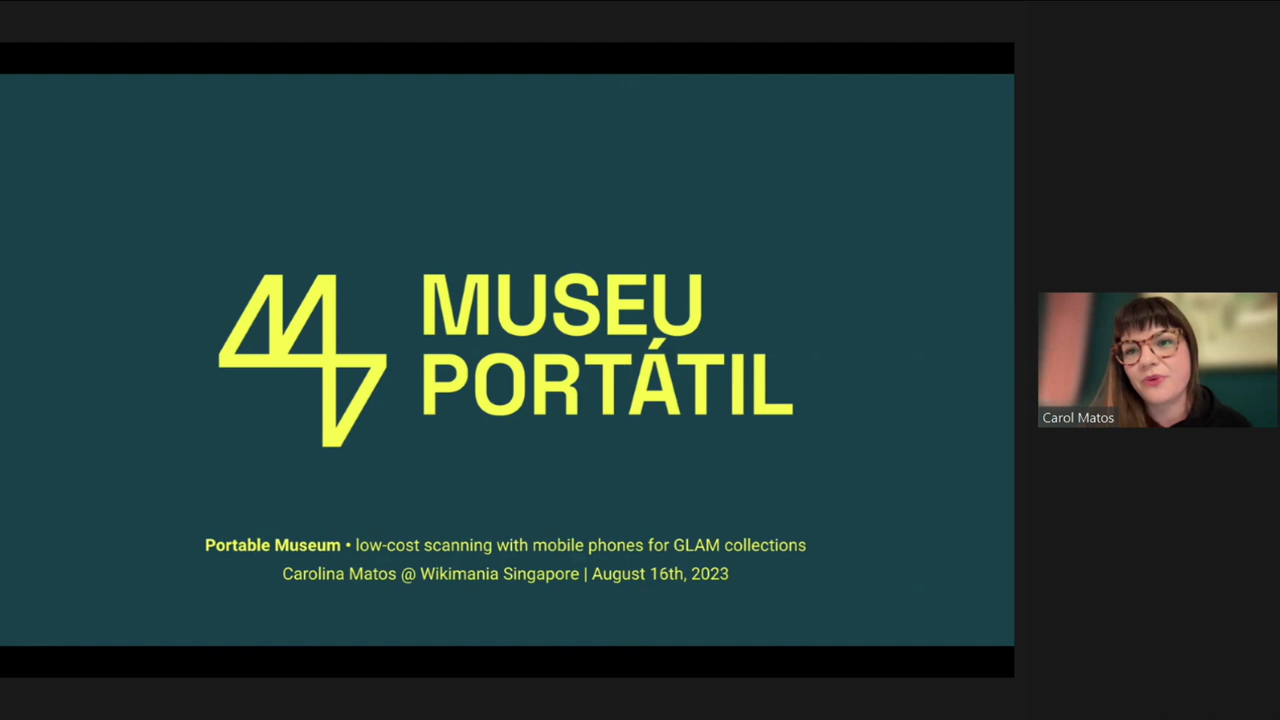 MUSEU
PORTÁTIL
Portable Museum • low-cost scanning with mobile phones for GLAM collections
Carolina Matos @ Wikimania Singapore | August 16th, 2023
Carol Matos